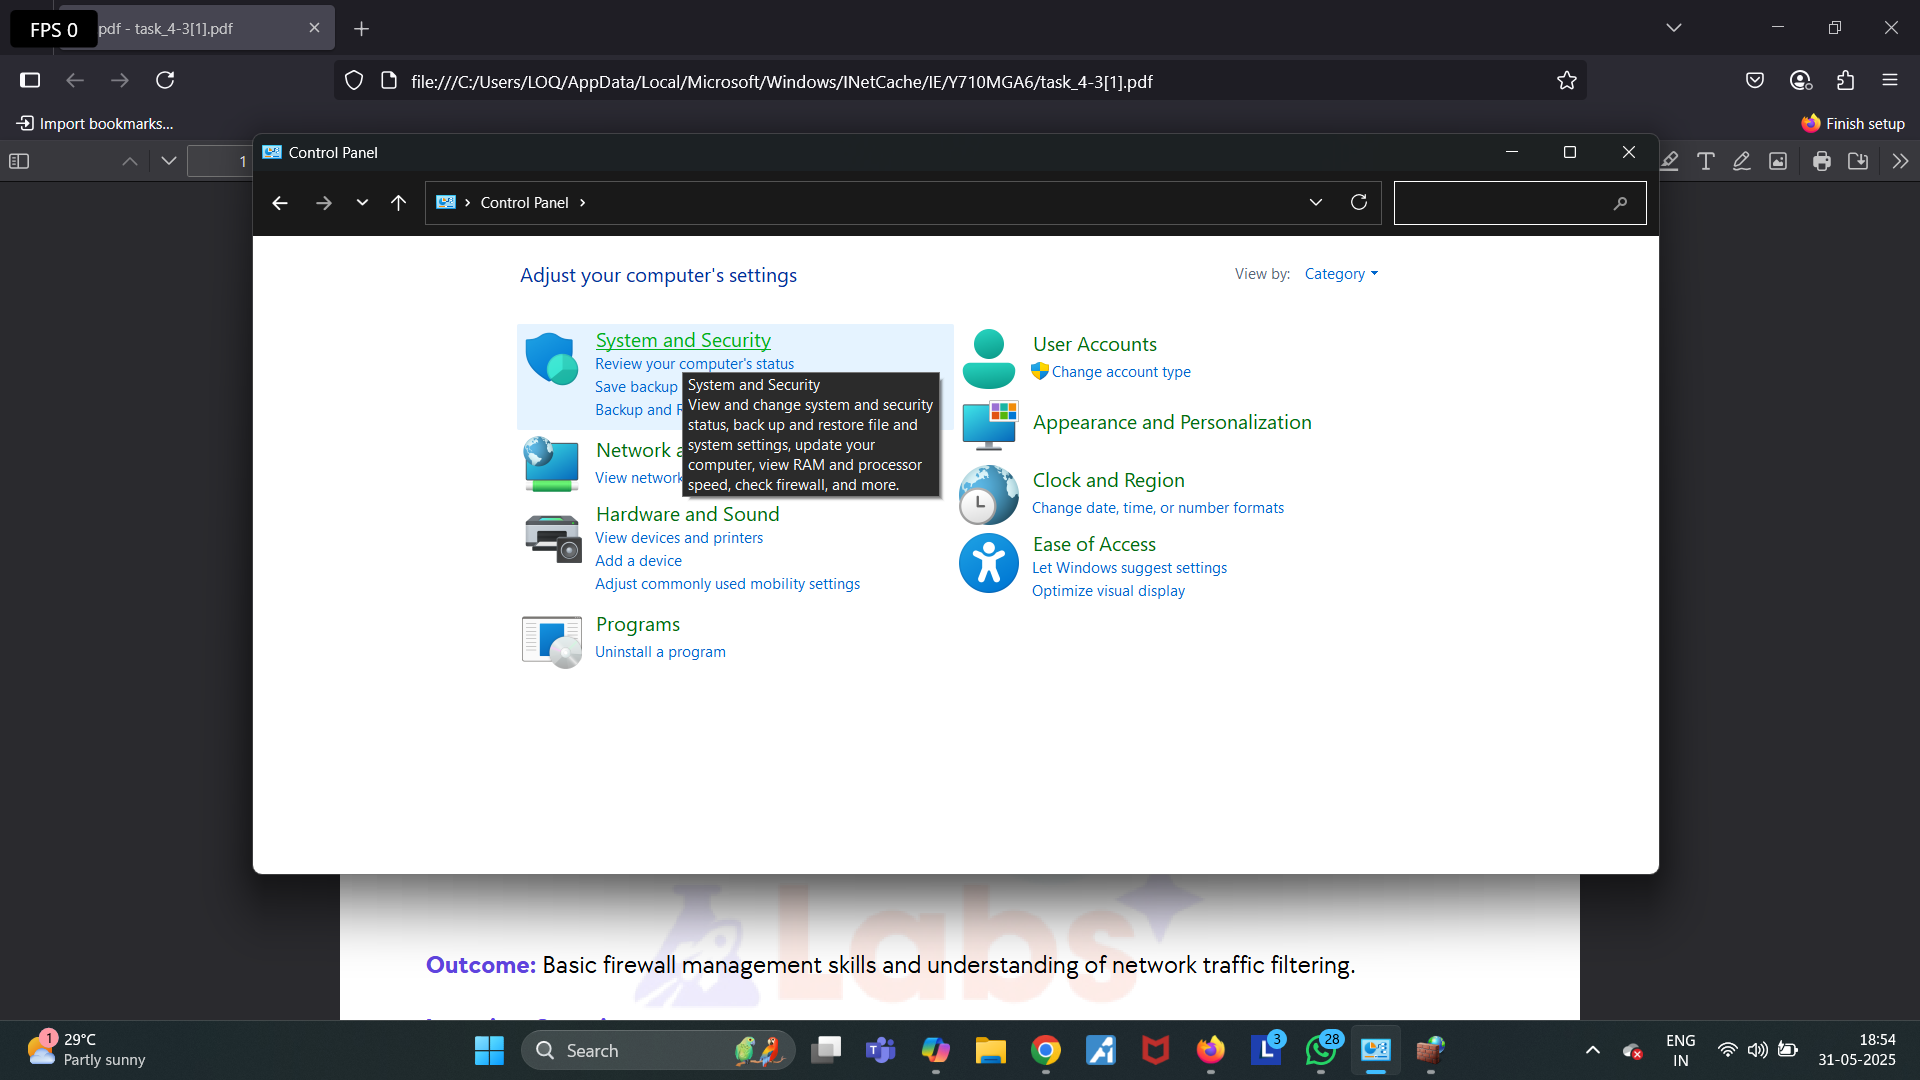 FPS 0
pdf - task_4-3[1].pdf
file:///C:/Users/LOQ/AppData/Local/Microsoft/Windows/INetCache/IE/Y710MGA6/task_4-3[1].pdf
Import bookmarks...
Finish setup
1
Control Panel
Control Panel
Adjust your computer's settings
View by: Category
System and Security
Review your computer's status
Save backup
Backup and
System and Security
View and change system and security
status, back up and restore file and
system settings, update your
computer, view RAM and processor
speed, check firewall, and more.
Network
View network
Hardware and Sound
View devices and printers
Add a device
Adjust commonly used mobility settings
Programs
Uninstall a program
User Accounts
Change account type
Appearance and Personalization
Clock and Region
Change date, time, or number formats
Ease of Access
Let Windows suggest settings
Optimize visual display
Labs
Outcome: Basic firewall management skills and understanding of network traffic filtering.
1
29°C
Partly sunny
Search
3
28
ENG
IN
18:54
31-05-2025